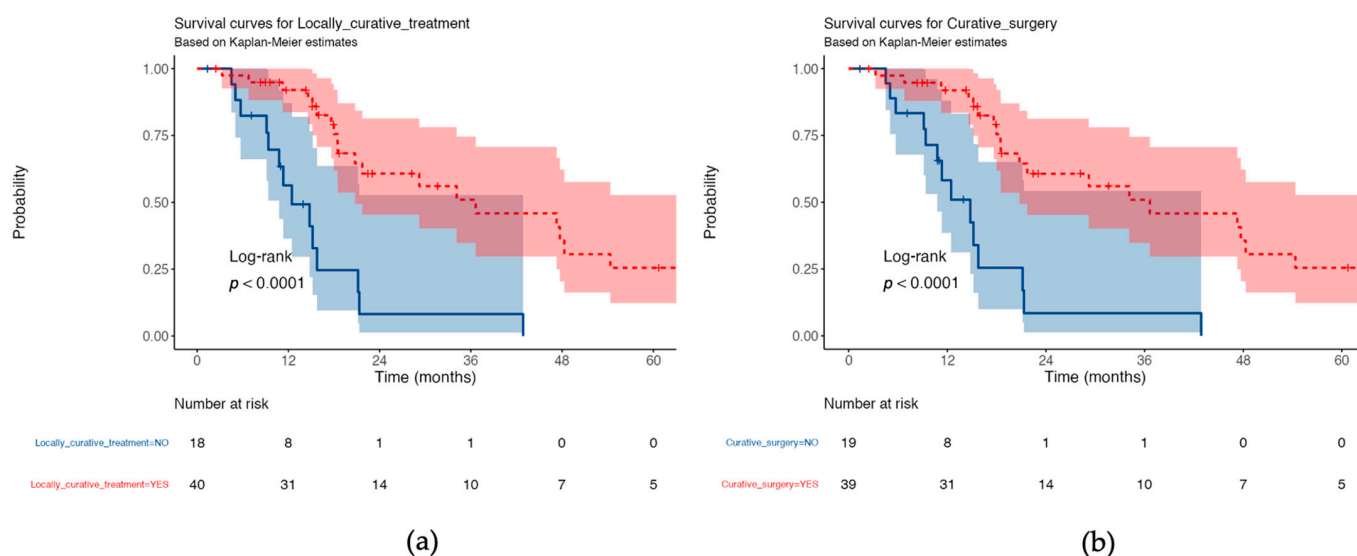 Survival curves for Locally_curative_treatment
Based on Kaplan-Meier estimates
1.00
0.75
0.50
0.25
0.00
Probability
Log-rank
p < 0.0001
0 12 24 36 48 60
Time (months)
Number at risk
Locally_curative_treatment=NO 18 8 1 1 0 0
Locally_curative_treatment=YES 40 31 14 10 7 5
(a)
Survival curves for Curative_surgery
Based on Kaplan-Meier estimates
1.00
0.75
0.50
0.25
0.00
Probability
Log-rank
p < 0.0001
0 12 24 36 48 60
Time (months)
Number at risk
Curative_surgery=NO 19 8 1 1 0 0
Curative_surgery=YES 39 31 14 10 7 5
(b)